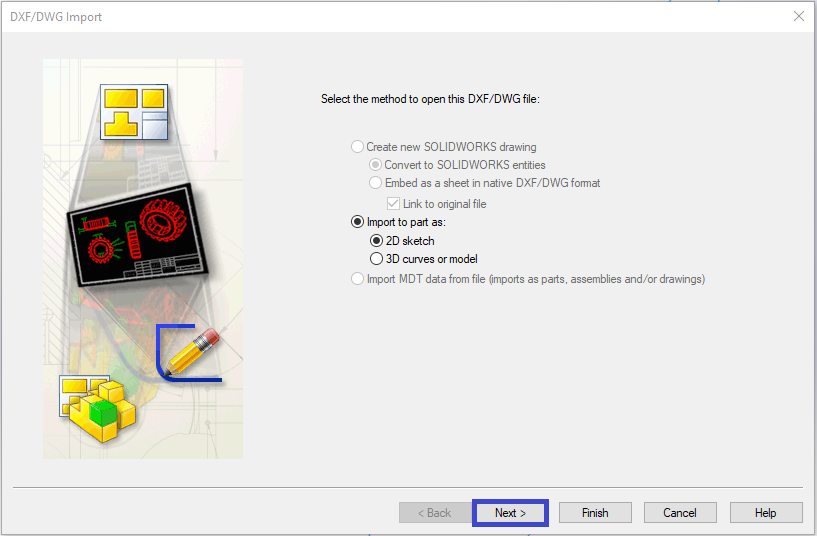 DXF/DWG Import
Select the method to open this DXF/DWG file:
Create new SOLIDWORKS drawing
Convert to SOLIDWORKS entities
Embed as a sheet in native DXF/DWG format
Link to original file
Import to part as:
2D sketch
3D curves or model
Import MDT data from file (imports as parts, assemblies and/or drawings)
< Back Next > Finish Cancel Help